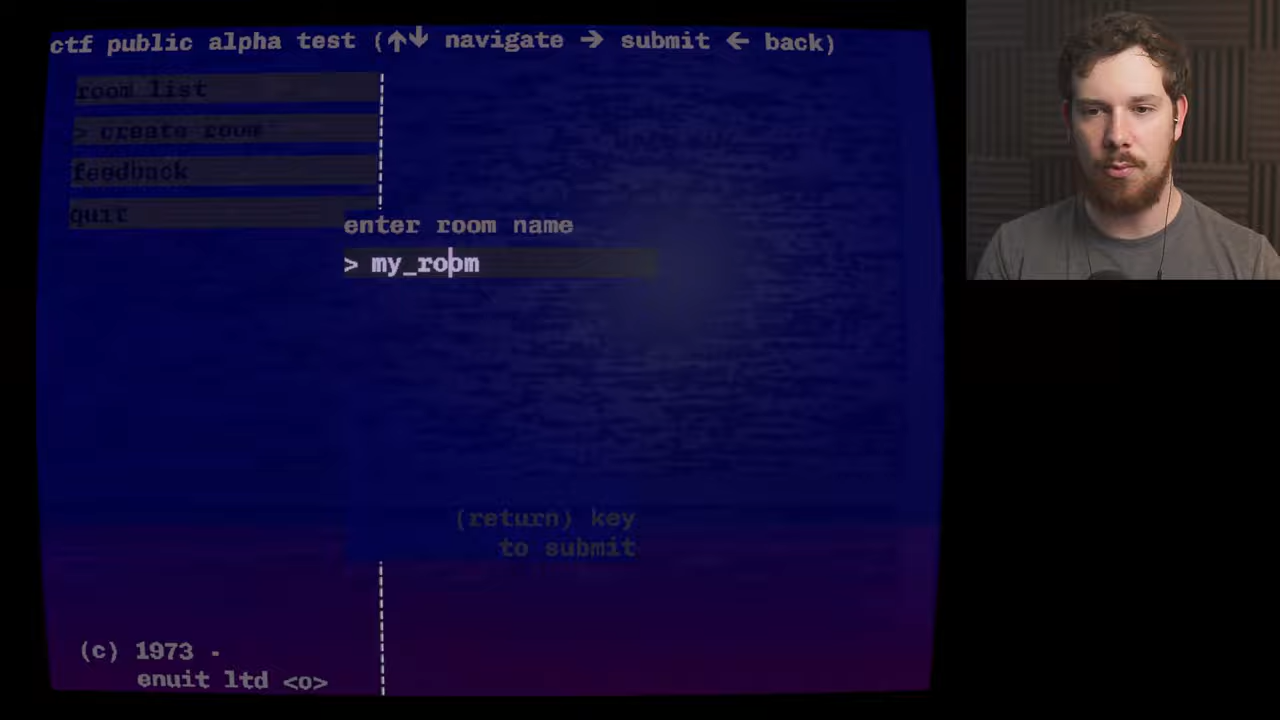 ctf public alpha test (↑↓ navigate → submit ← back)
room list
> create room
feedback
quit
enter room name
> my_room
(return) key
to submit
(c) 1973 -
enuit ltd <o>